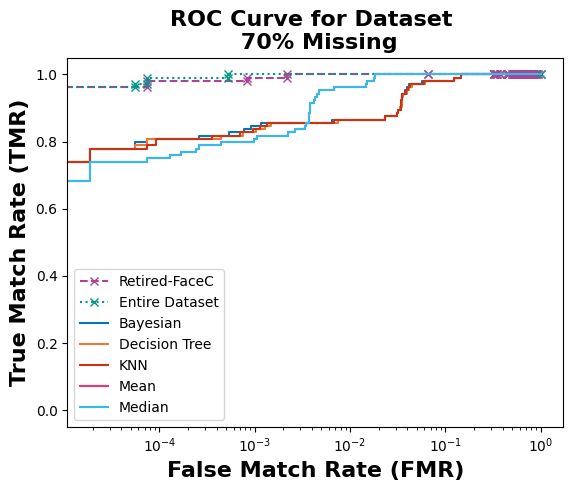 ROC Curve for Dataset
70% Missing
True Match Rate (TMR)
1.0
0.8
0.6
0.4
0.2
0.0
Retired-FaceC
Entire Dataset
Bayesian
Decision Tree
KNN
Mean
Median
10⁻⁴
10⁻³
10⁻²
10⁻¹
10⁰
False Match Rate (FMR)